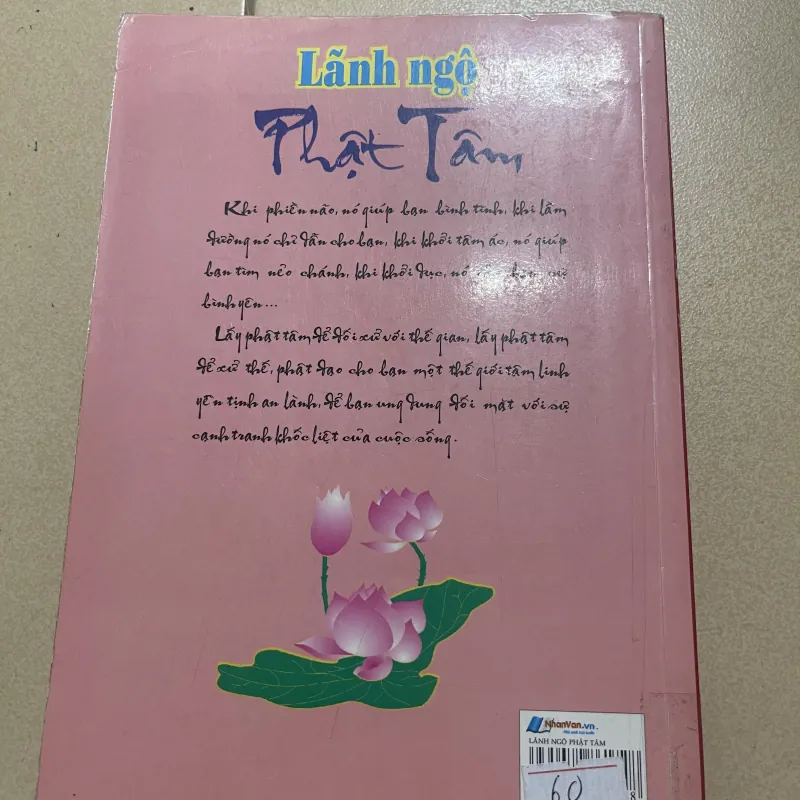 Lãnh ngộ
Phật Tâm
Khi phiền não, nó giúp bạn bình tĩnh, khi lầm
đường nó chỉ dẫn cho bạn, khi khởi tâm ác, nó giúp
bạn tìm nẻo chánh, khi khởi dục, nó
bình yên...
Lấy phật tâm để đối xử với thế gian, lấy phật tâm
để xử thế, phật đạo cho bạn một thế giới tâm linh
yên tịnh an lành, để bạn ung dung đối mặt với sự
cạnh tranh khốc liệt của cuộc sống.
NhanVan.vn
LÃNH NGỘ PHẬT TÂM
8
60